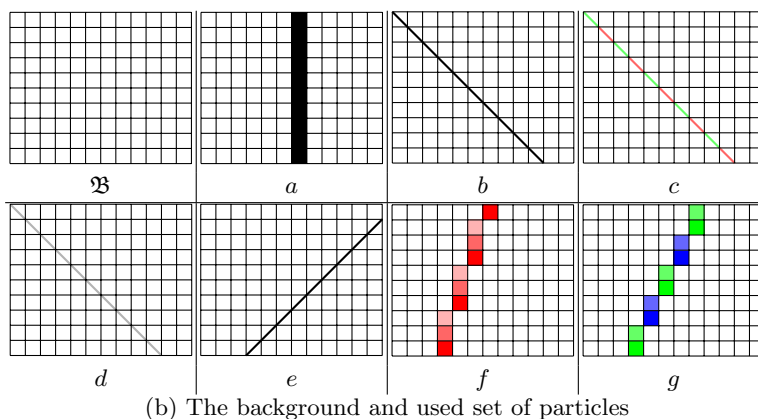 𝔅 a b c
d e f g
(b) The background and used set of particles